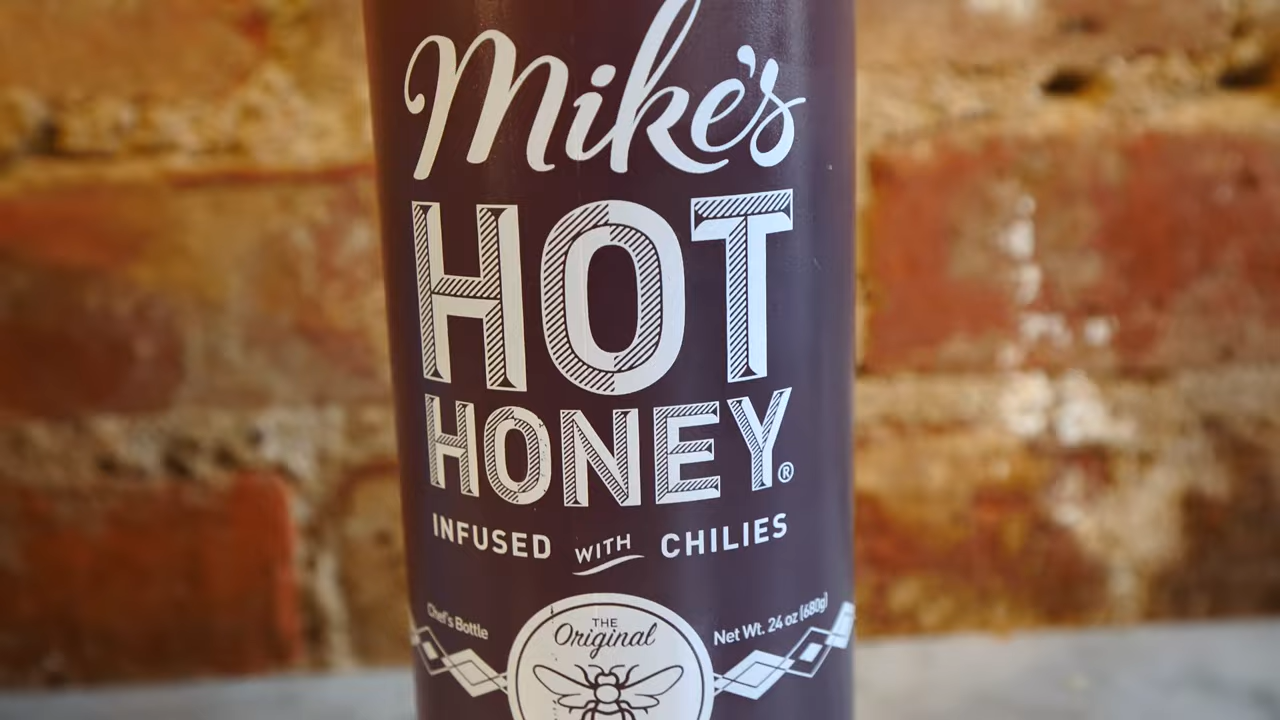 Mike's
HOT
HONEY®
INFUSED WITH CHILIES
Chef's Bottle
Net Wt. 24 oz (680g)
THE
Original